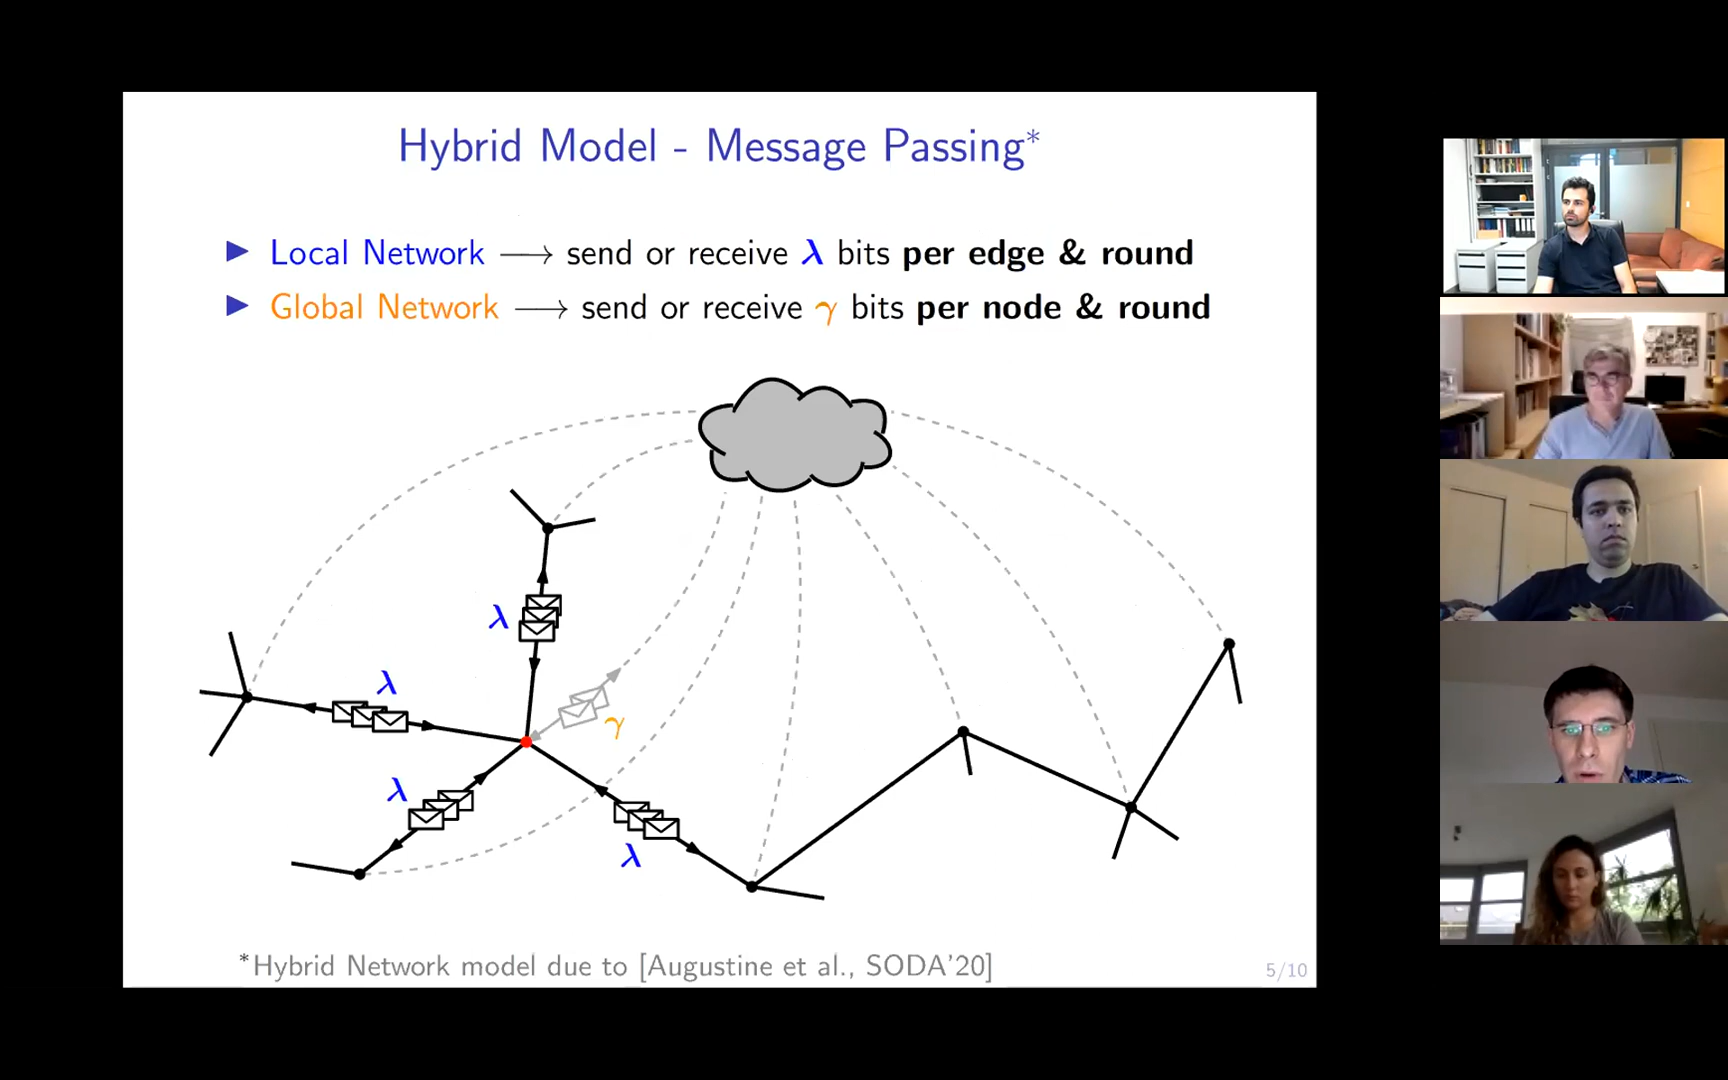 Hybrid Model - Message Passing*
▶ Local Network ⟶ send or receive λ bits per edge & round
▶ Global Network ⟶ send or receive γ bits per node & round
λ
λ
γ
λ
λ
*Hybrid Network model due to [Augustine et al., SODA'20]
5/10